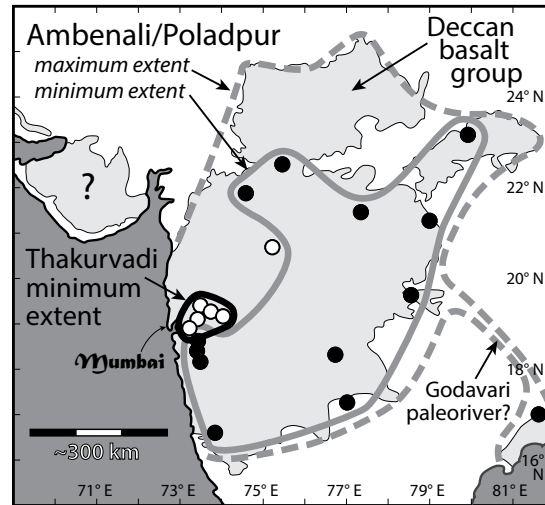 Ambenali/Poladpur
maximum extent
minimum extent
Deccan
basalt
group
24° N
22° N
?
Thakurvadi
minimum
extent
20° N
Mumbai
18° N
Godavari
paleoriver?
~300 km
16°
N
71° E
73° E
75° E
77° E
79° E
81° E